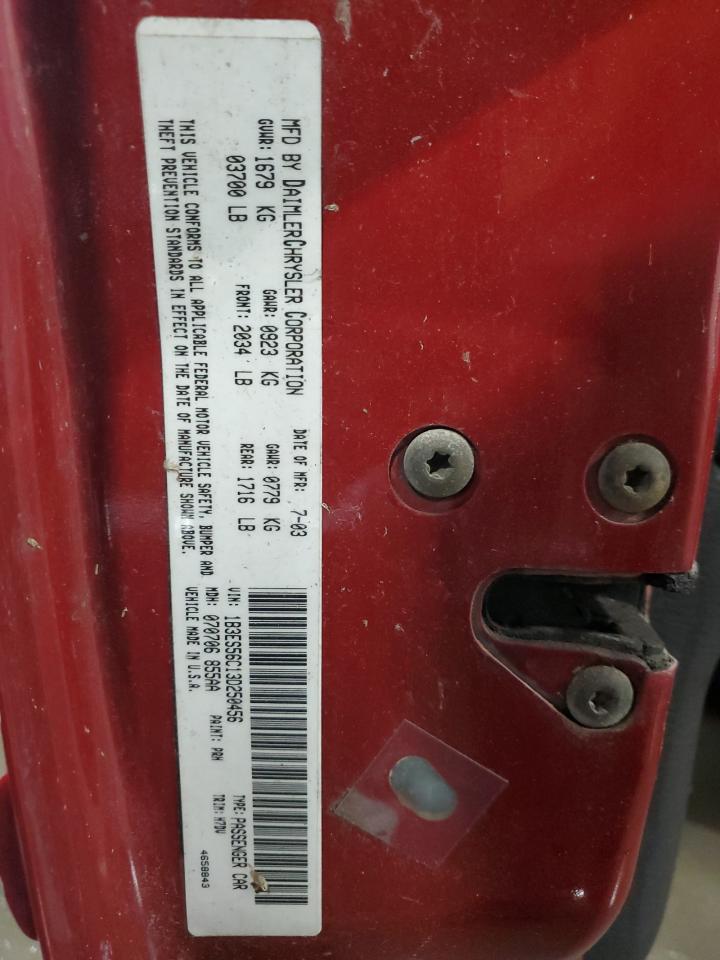 MFD BY DAIMLERCHRYSLER CORPORATION DATE OF MFR: 7-03
GVWR: 1679 KG GAWR: 0923 KG GAWR: 0779 KG
03700 LB FRONT: 2034 LB REAR: 1716 LB
THIS VEHICLE CONFORMS TO ALL APPLICABLE FEDERAL MOTOR VEHICLE SAFETY, BUMPER AND
THEFT PREVENTION STANDARDS IN EFFECT ON THE DATE OF MANUFACTURE SHOWN ABOVE.
VIN: 1B3ES56C13D250456 TYPE: PASSENGER CAR
MDH: 070706 855AA PAINT: PRH TRIM: M7DV
VEHICLE MADE IN U.S.A. 4658843